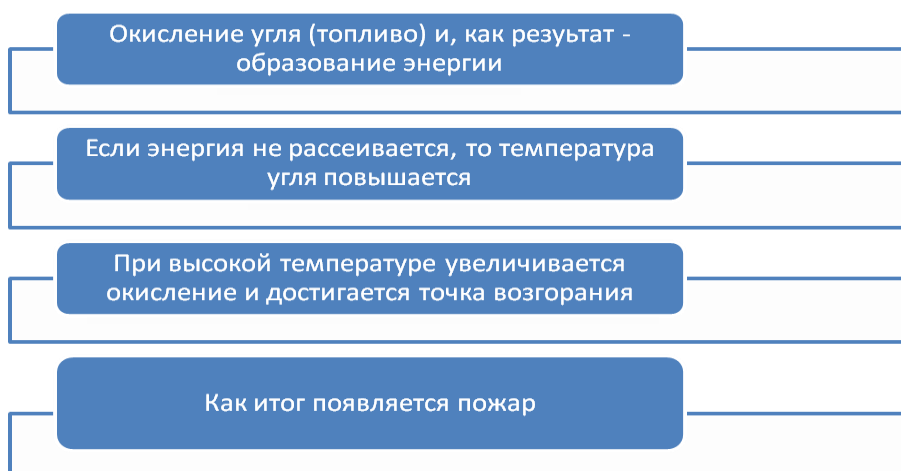 Окисление угля (топливо) и, как резуьтат -
образование энергии
Если энергия не рассеивается, то температура
угля повышается
При высокой температуре увеличивается
окисление и достигается точка возгорания
Как итог появляется пожар